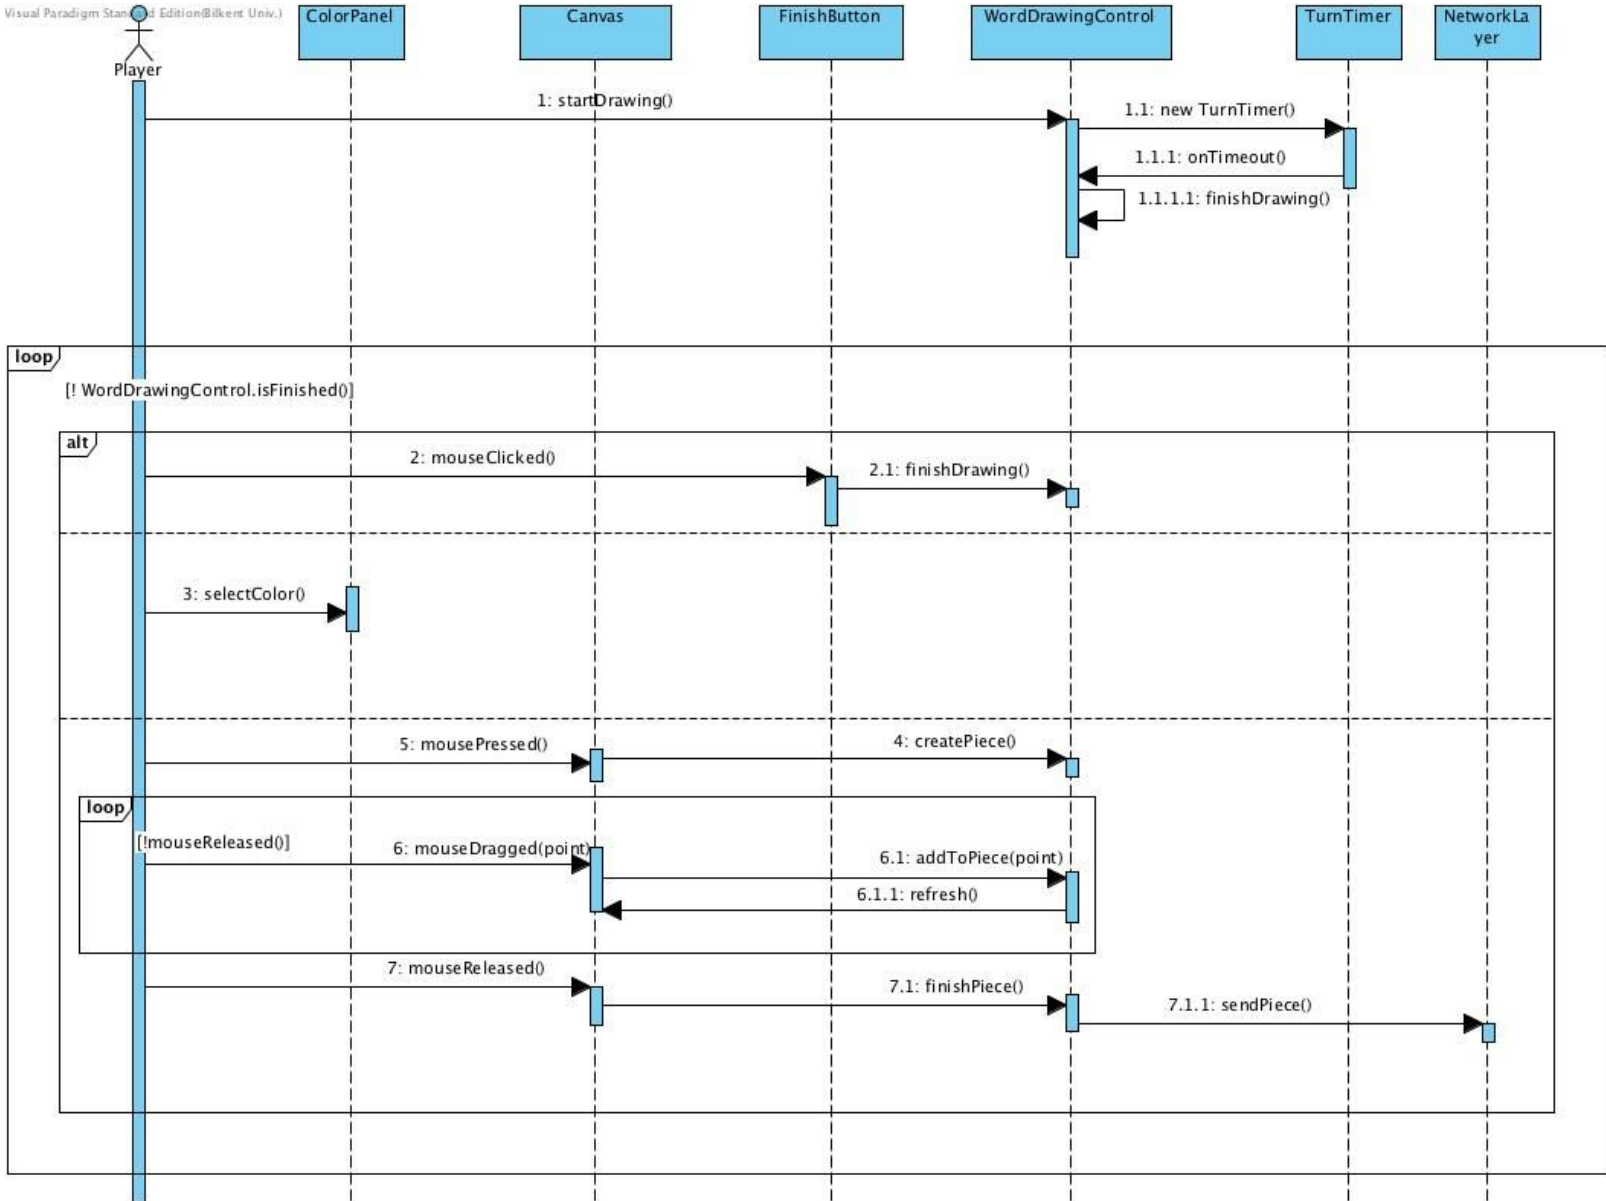 Visual Paradigm Standard Edition(Bilkent Univ.)
Player
ColorPanel
Canvas
FinishButton
WordDrawingControl
TurnTimer
NetworkLa
yer
1: startDrawing()
1.1: new TurnTimer()
1.1.1: onTimeout()
1.1.1.1: finishDrawing()
loop
[! WordDrawingControl.isFinished()]
alt
2: mouseClicked()
2.1: finishDrawing()
3: selectColor()
5: mousePressed()
4: createPiece()
loop
[!mouseReleased()]
6: mouseDragged(point)
6.1: addToPiece(point)
6.1.1: refresh()
7: mouseReleased()
7.1: finishPiece()
7.1.1: sendPiece()